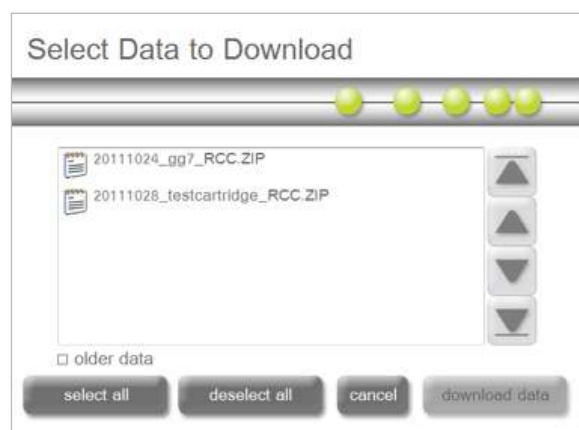 Select Data to Download
20111024_gg7_RCC.ZIP
20111028_testcartridge_RCC.ZIP
older data
select all
deselect all
cancel
download data